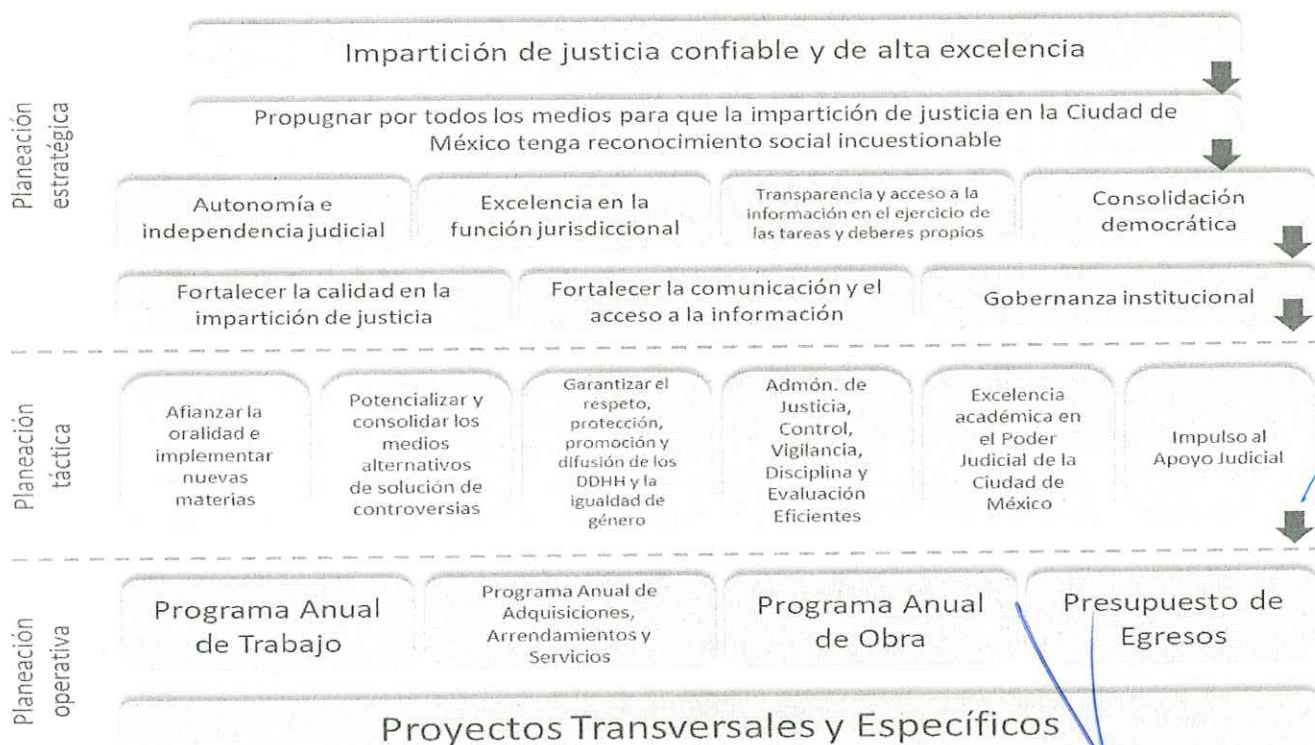 Impartición de justicia confiable y de alta excelencia
Planeación
estratégica
Propugnar por todos los medios para que la impartición de justicia en la Ciudad de
México tenga reconocimiento social incuestionable
Autonomía e
independencia judicial
Excelencia en la
función jurisdiccional
Transparencia y acceso a la
información en el ejercicio de
las tareas y deberes propios
Consolidación
democrática
Fortalecer la calidad en la
impartición de justicia
Fortalecer la comunicación y el
acceso a la información
Gobernanza institucional
Planeación
táctica
Afianzar la
oralidad e
implementar
nuevas
materias
Potencializar y
consolidar los
medios
alternativos
de solución de
controversias
Garantizar el
respeto,
protección,
promoción y
difusión de los
DDHH y la
igualdad de
género
Admón. de
Justicia,
Control,
Vigilancia,
Disciplina y
Evaluación
Eficientes
Excelencia
académica en
el Poder
Judicial de la
Ciudad de
México
Impulso al
Apoyo Judicial
Planeación
operativa
Programa Anual
de Trabajo
Programa Anual de
Adquisiciones,
Arrendamientos y
Servicios
Programa Anual
de Obra
Presupuesto de
Egresos
Proyectos Transversales y Específicos